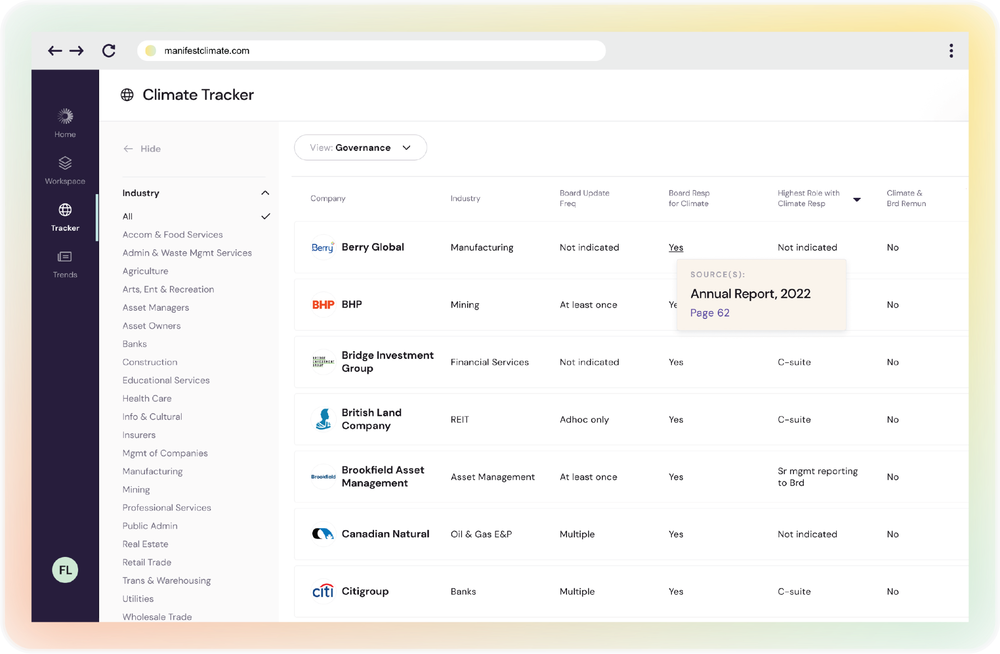 manifestclimate.com
Climate Tracker
Home
Workspace
Tracker
Trends
FL
Hide
Industry
All
Accom & Food Services
Admin & Waste Mgmt Services
Agriculture
Arts, Ent & Recreation
Asset Managers
Asset Owners
Banks
Construction
Educational Services
Health Care
Info & Cultural
Insurers
Mgmt of Companies
Manufacturing
Mining
Professional Services
Public Admin
Real Estate
Retail Trade
Trans & Warehousing
Utilities
Wholesale Trade
View: Governance
Company
Industry
Board Update
Freq
Board Resp
for Climate
Highest Role with
Climate Resp
Climate &
Brd Remun
Berry
Berry Global
Manufacturing
Not indicated
Yes
Not indicated
No
SOURCE(S):
Annual Report, 2022
Page 62
BHP
BHP
Mining
At least once
Ye
No
BRIDGE
INVESTMENT
GROUP
Bridge Investment
Group
Financial Services
Not indicated
Yes
C-suite
No
British Land
Company
REIT
Adhoc only
Yes
C-suite
No
Brookfield
Brookfield Asset
Management
Asset Management
At least once
Yes
Sr mgmt reporting
to Brd
No
Canadian Natural
Oil & Gas E&P
Multiple
Yes
Not indicated
No
citi
Citigroup
Banks
Multiple
Yes
C-suite
No